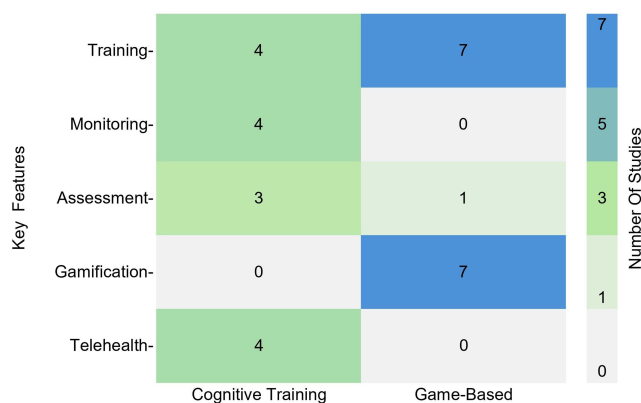 Training- 4 7
Monitoring- 4 0
Assessment- 3 1
Gamification- 0 7
Telehealth- 4 0
Cognitive Training Game-Based
Key Features
7
5
3
1
0
Number Of Studies